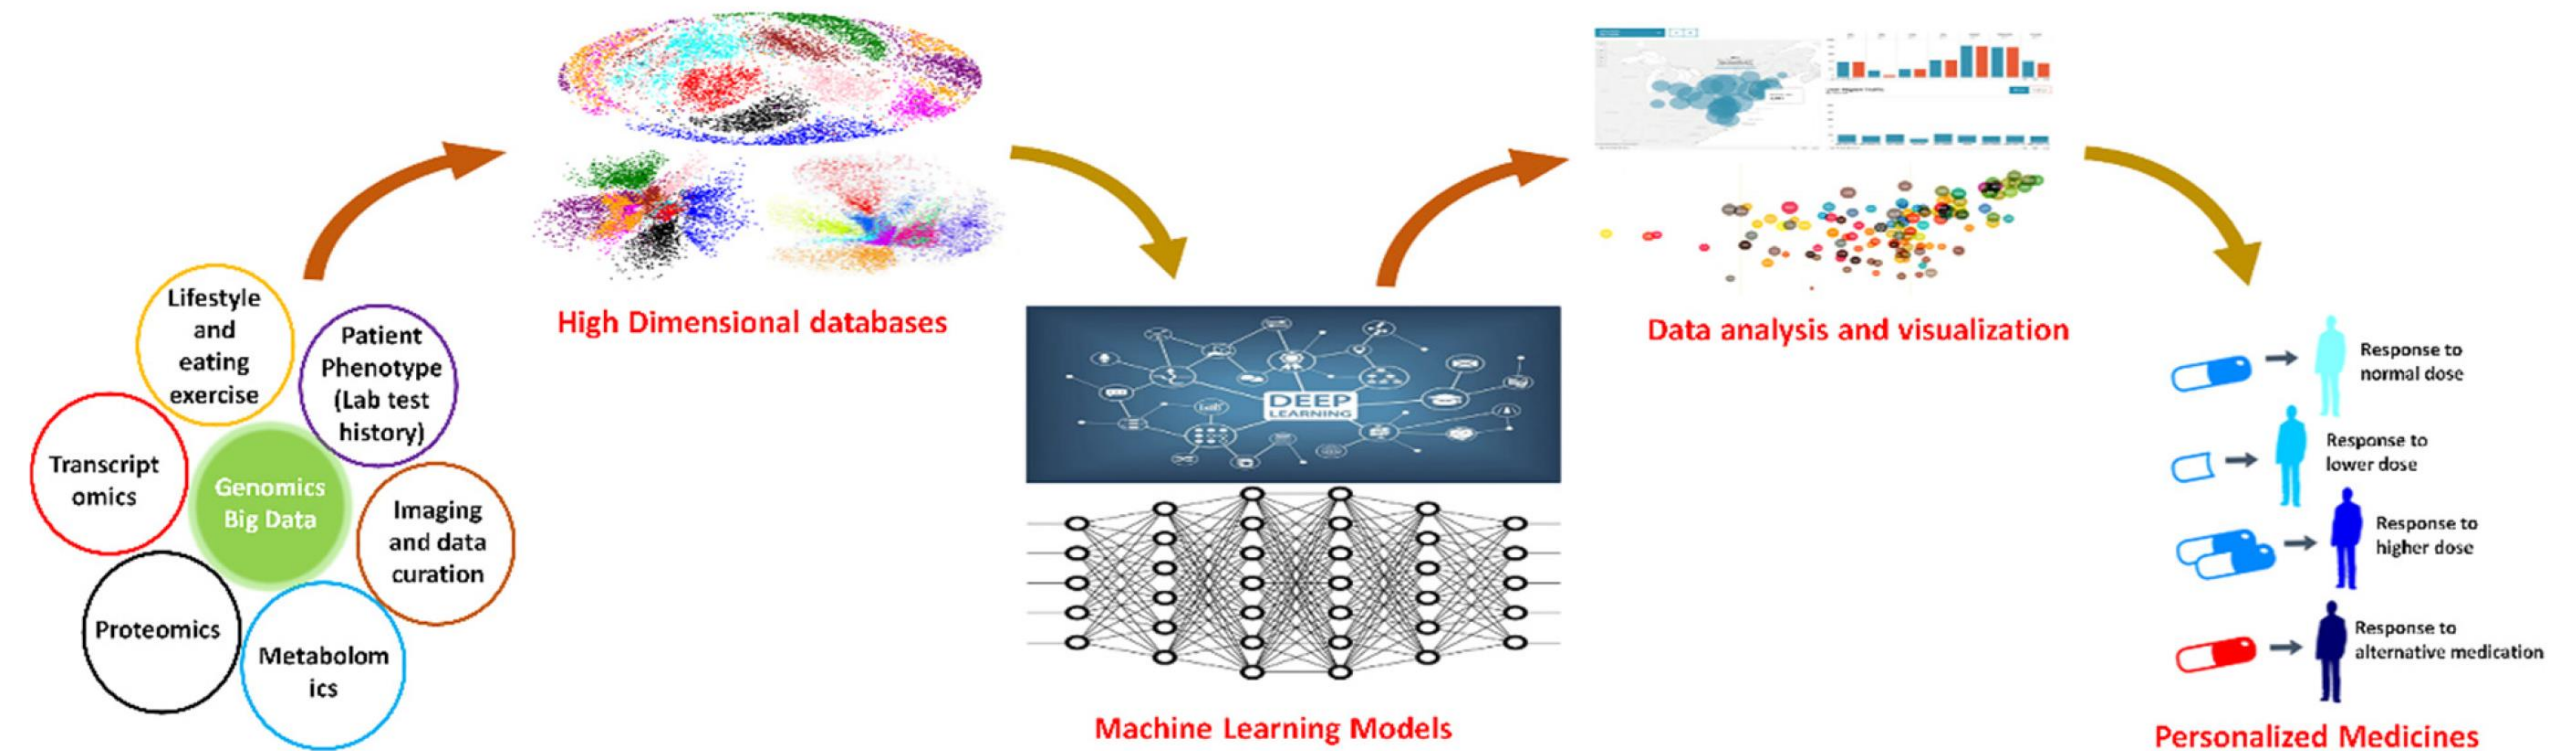 Lifestyle
and
eating
exercise
Patient
Phenotype
(Lab test
history)
Transcript
omics
Genomics
Big Data
Imaging
and data
curation
Proteomics
Metabolom
ics
High Dimensional databases
DEEP
LEARNING
Machine Learning Models
Data analysis and visualization
Response to
normal dose
Response to
lower dose
Response to
higher dose
Response to
alternative medication
Personalized Medicines